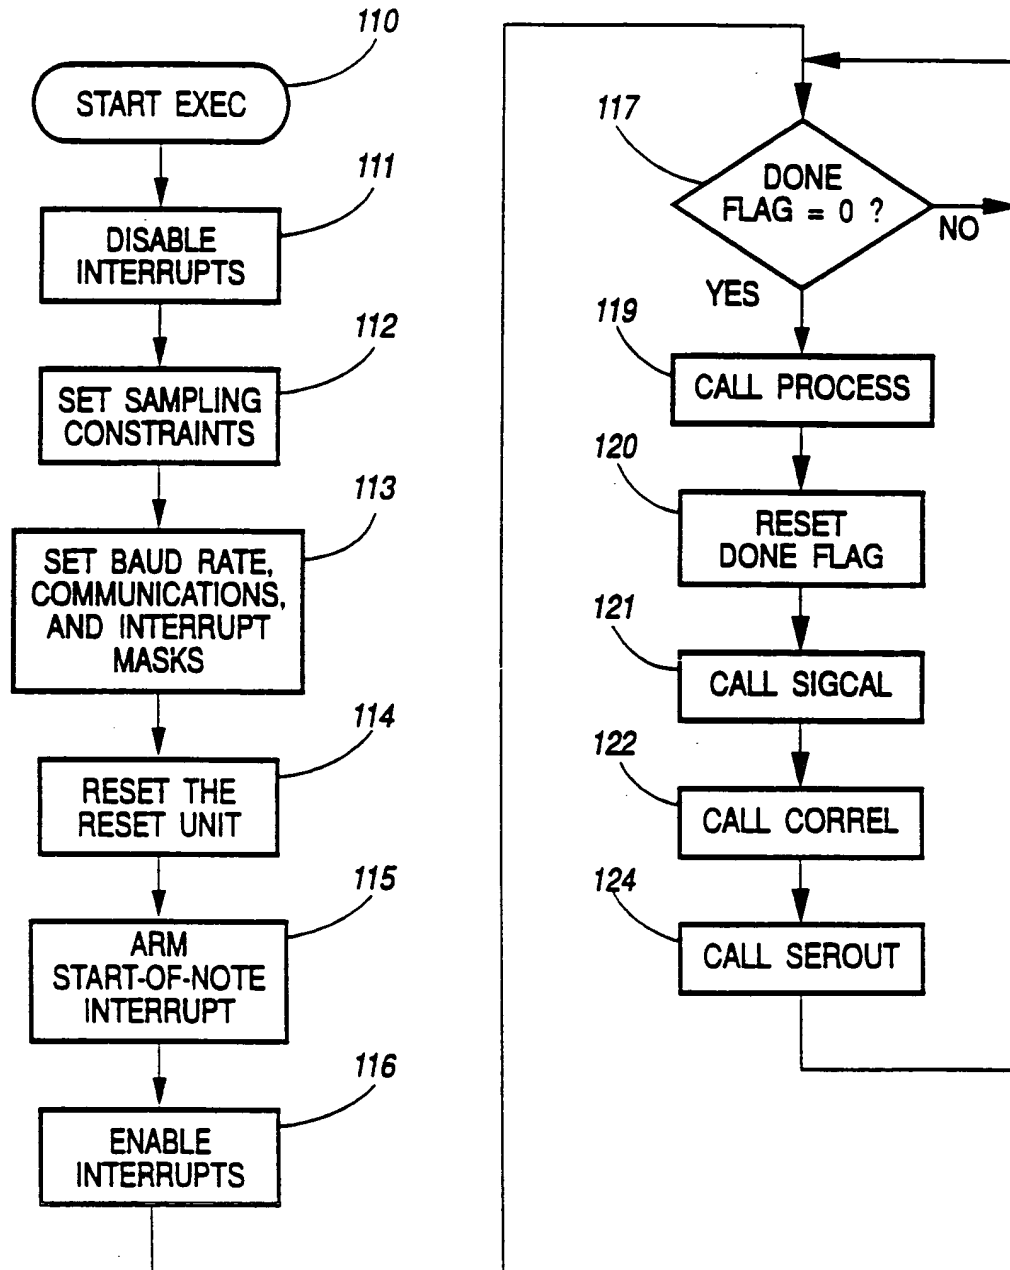 110
START EXEC
111
DISABLE
INTERRUPTS
112
SET SAMPLING
CONSTRAINTS
113
SET BAUD RATE,
COMMUNICATIONS,
AND INTERRUPT
MASKS
114
RESET THE
RESET UNIT
115
ARM
START-OF-NOTE
INTERRUPT
116
ENABLE
INTERRUPTS
117
DONE
FLAG = 0 ?
NO
YES
119
CALL PROCESS
120
RESET
DONE FLAG
121
CALL SIGCAL
122
CALL CORREL
124
CALL SEROUT